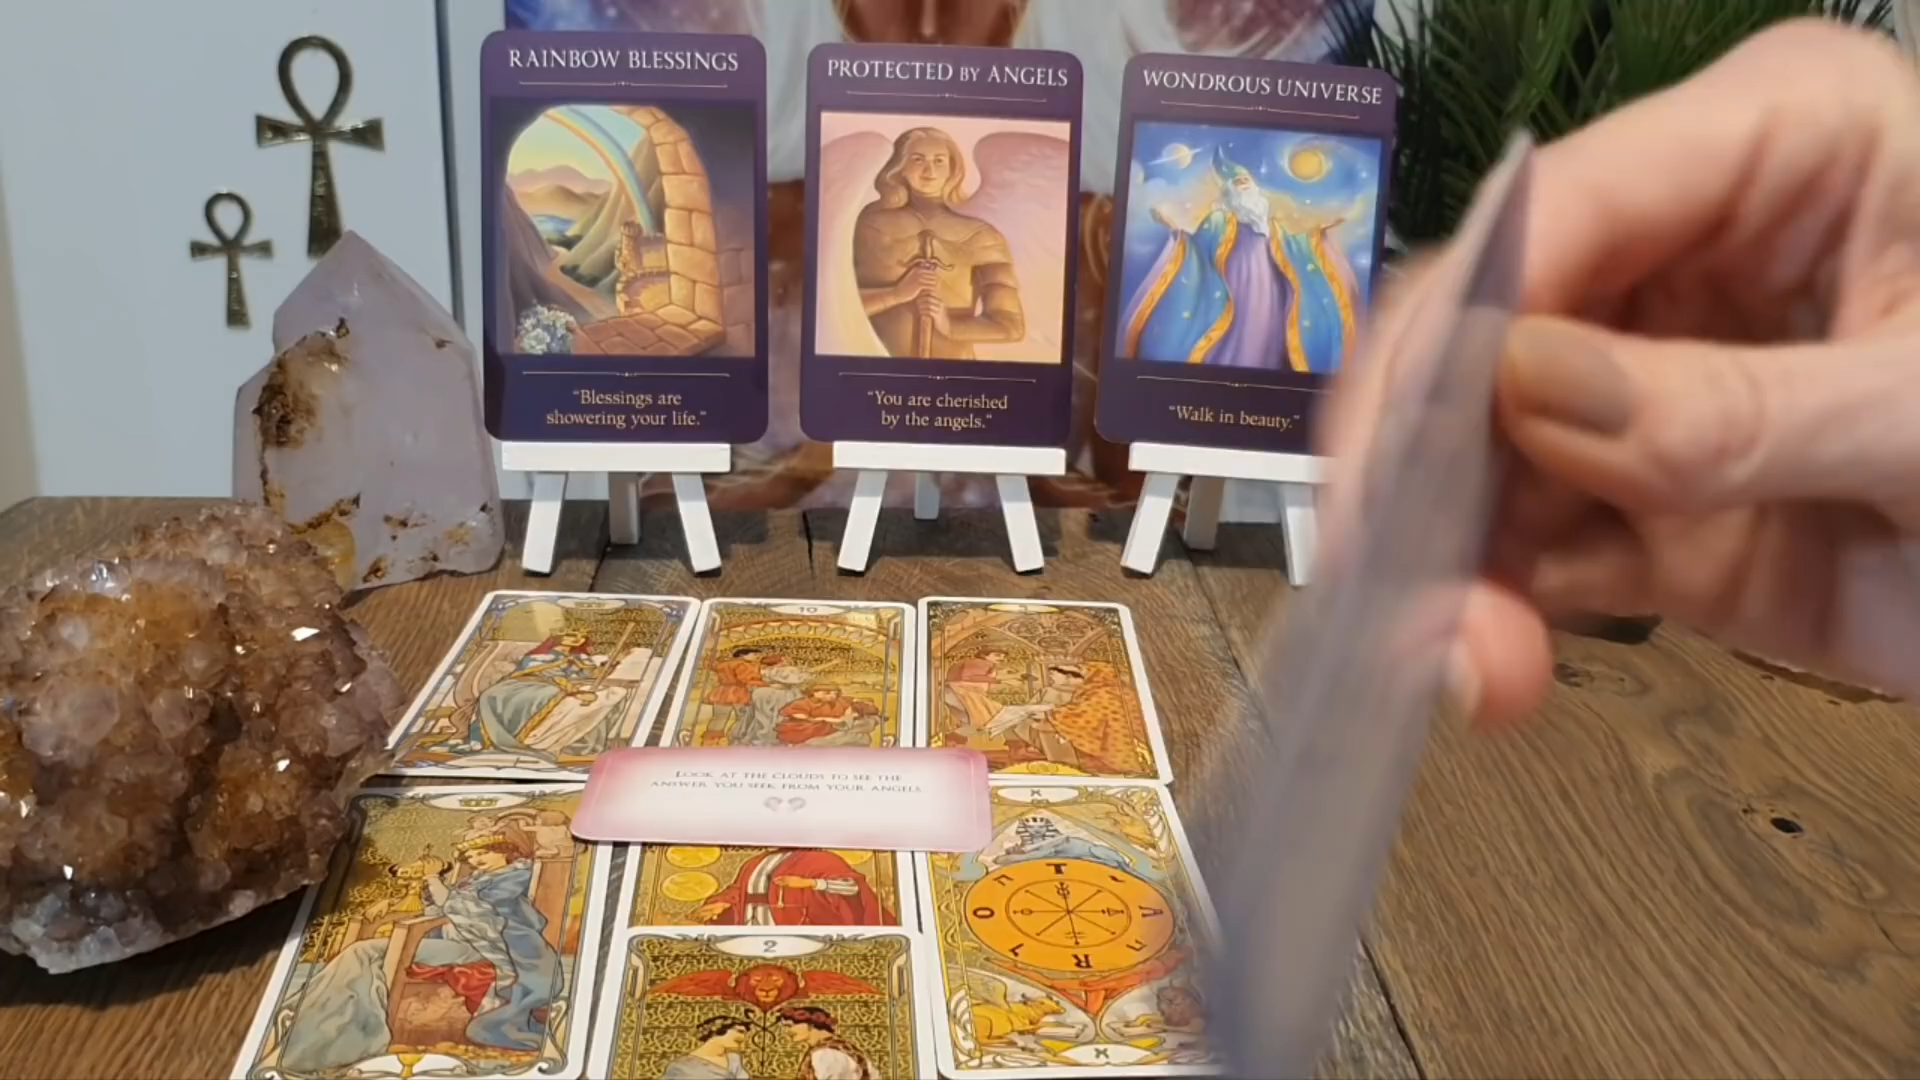 RAINBOW BLESSINGS
"Blessings are
showering your life."
PROTECTED BY ANGELS
"You are cherished
by the angels."
WONDROUS UNIVERSE
"Walk in beauty."
10
LOOK AT THE CLOUDS TO SEE THE
ANSWER YOU SEEK FROM YOUR ANGELS.
X
T
A
R
O
2
X